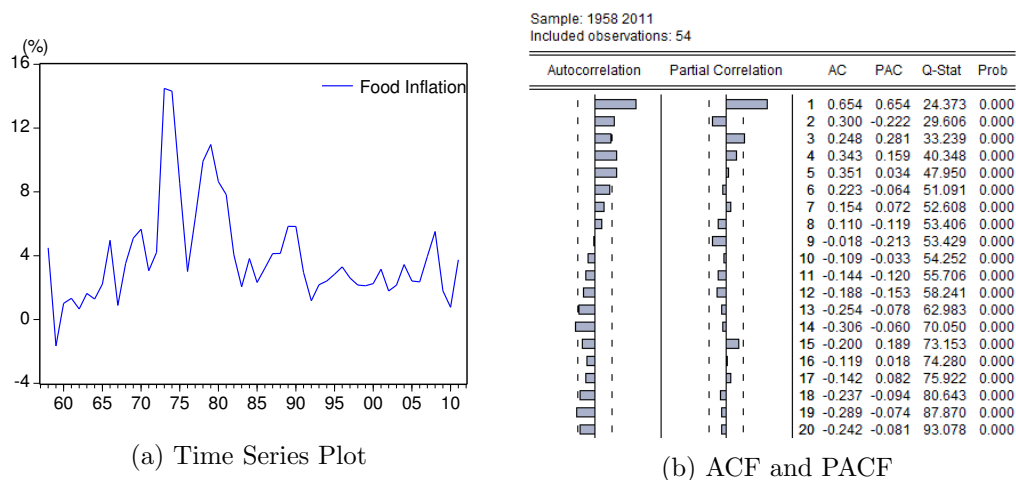 (%)
16
12
8
4
0
-4
Food Inflation
60 65 70 75 80 85 90 95 00 05 10
(a) Time Series Plot
Sample: 1958 2011
Included observations: 54
Autocorrelation Partial Correlation AC PAC Q-Stat Prob
1 0.654 0.654 24.373 0.000
2 0.300 -0.222 29.606 0.000
3 0.248 0.281 33.239 0.000
4 0.343 0.159 40.348 0.000
5 0.351 0.034 47.950 0.000
6 0.223 -0.064 51.091 0.000
7 0.154 0.072 52.608 0.000
8 0.110 -0.119 53.406 0.000
9 -0.018 -0.213 53.429 0.000
10 -0.109 -0.033 54.252 0.000
11 -0.144 -0.120 55.706 0.000
12 -0.188 -0.153 58.241 0.000
13 -0.254 -0.078 62.983 0.000
14 -0.306 -0.060 70.050 0.000
15 -0.200 0.189 73.153 0.000
16 -0.119 0.018 74.280 0.000
17 -0.142 0.082 75.922 0.000
18 -0.237 -0.094 80.643 0.000
19 -0.289 -0.074 87.870 0.000
20 -0.242 -0.081 93.078 0.000
(b) ACF and PACF